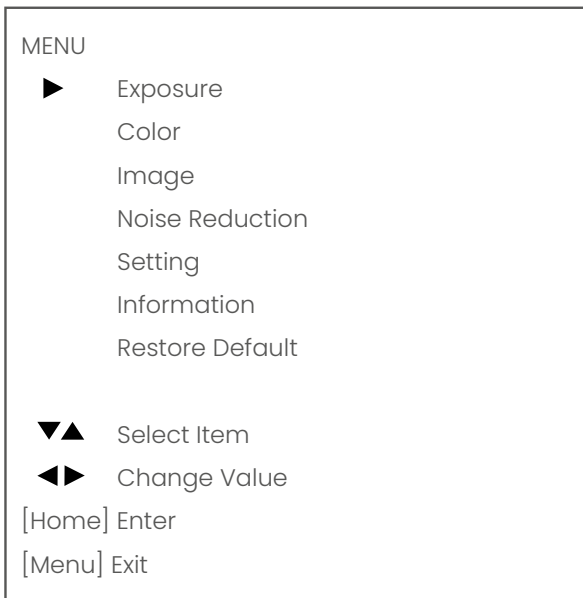 MENU
▶ Exposure
Color
Image
Noise Reduction
Setting
Information
Restore Default
▼▲ Select Item
◀▶ Change Value
[Home] Enter
[Menu] Exit